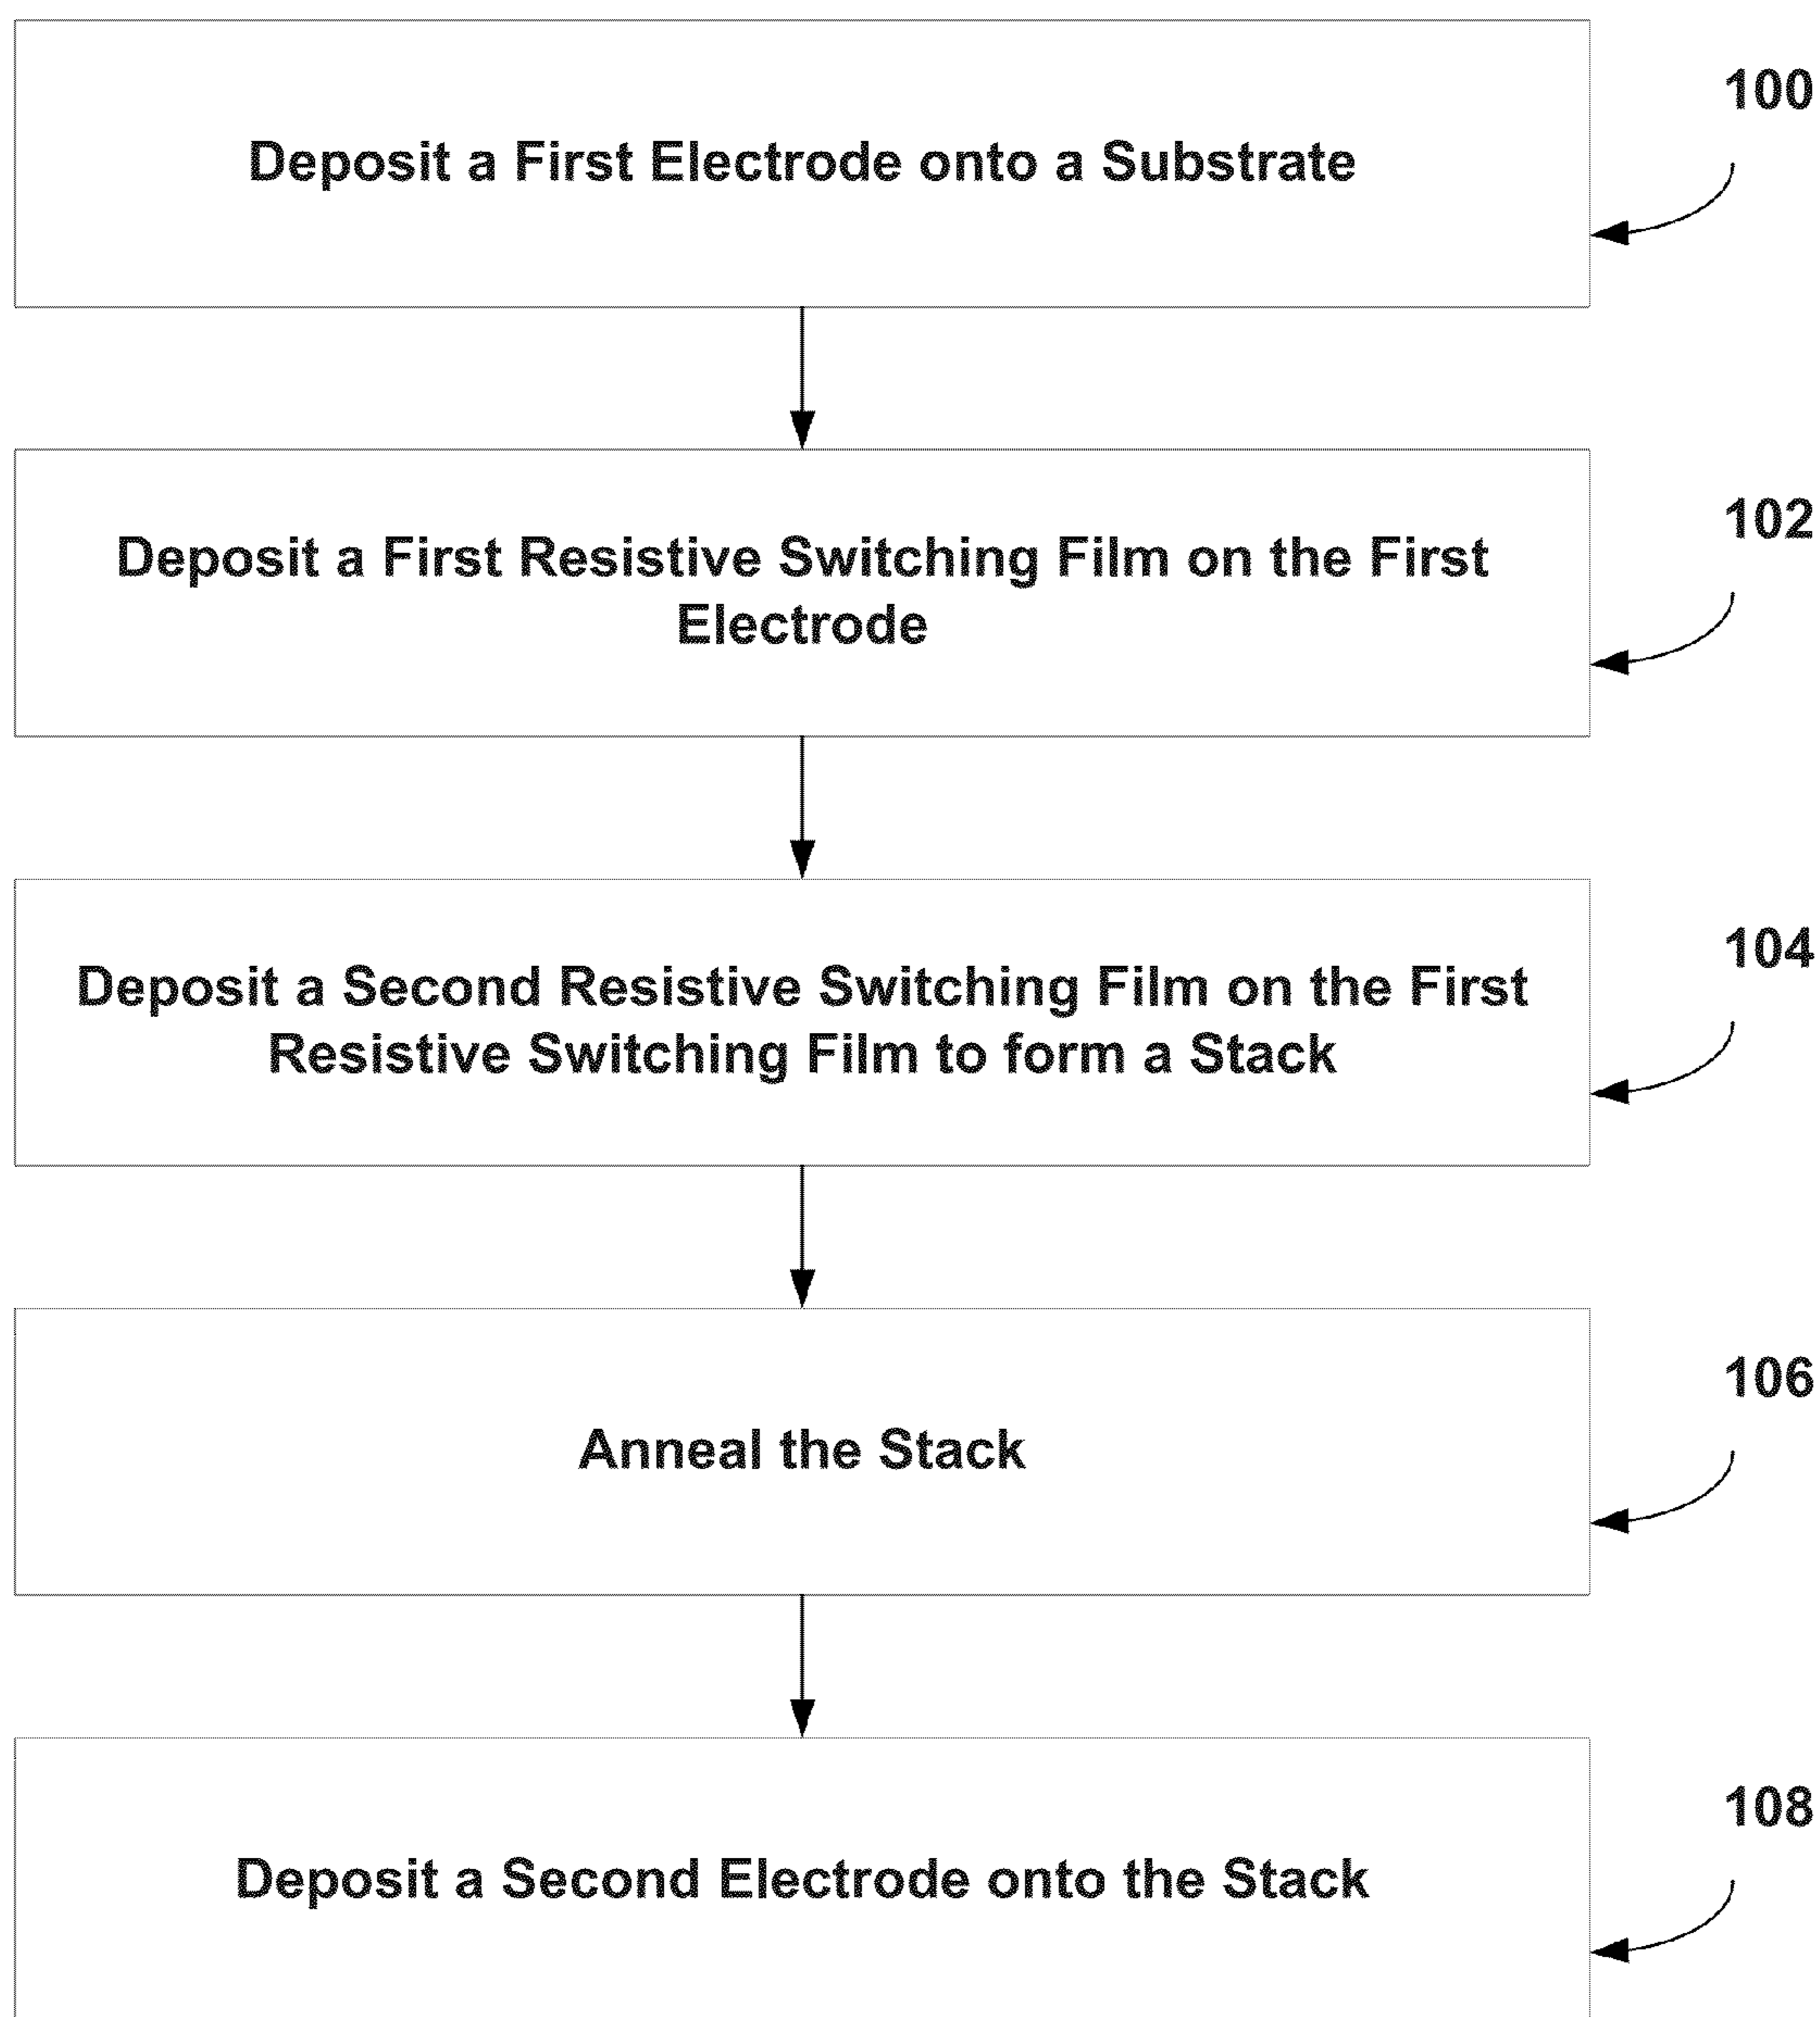 100
Deposit a First Electrode onto a Substrate
102
Deposit a First Resistive Switching Film on the First
Electrode
104
Deposit a Second Resistive Switching Film on the First
Resistive Switching Film to form a Stack
106
Anneal the Stack
108
Deposit a Second Electrode onto the Stack